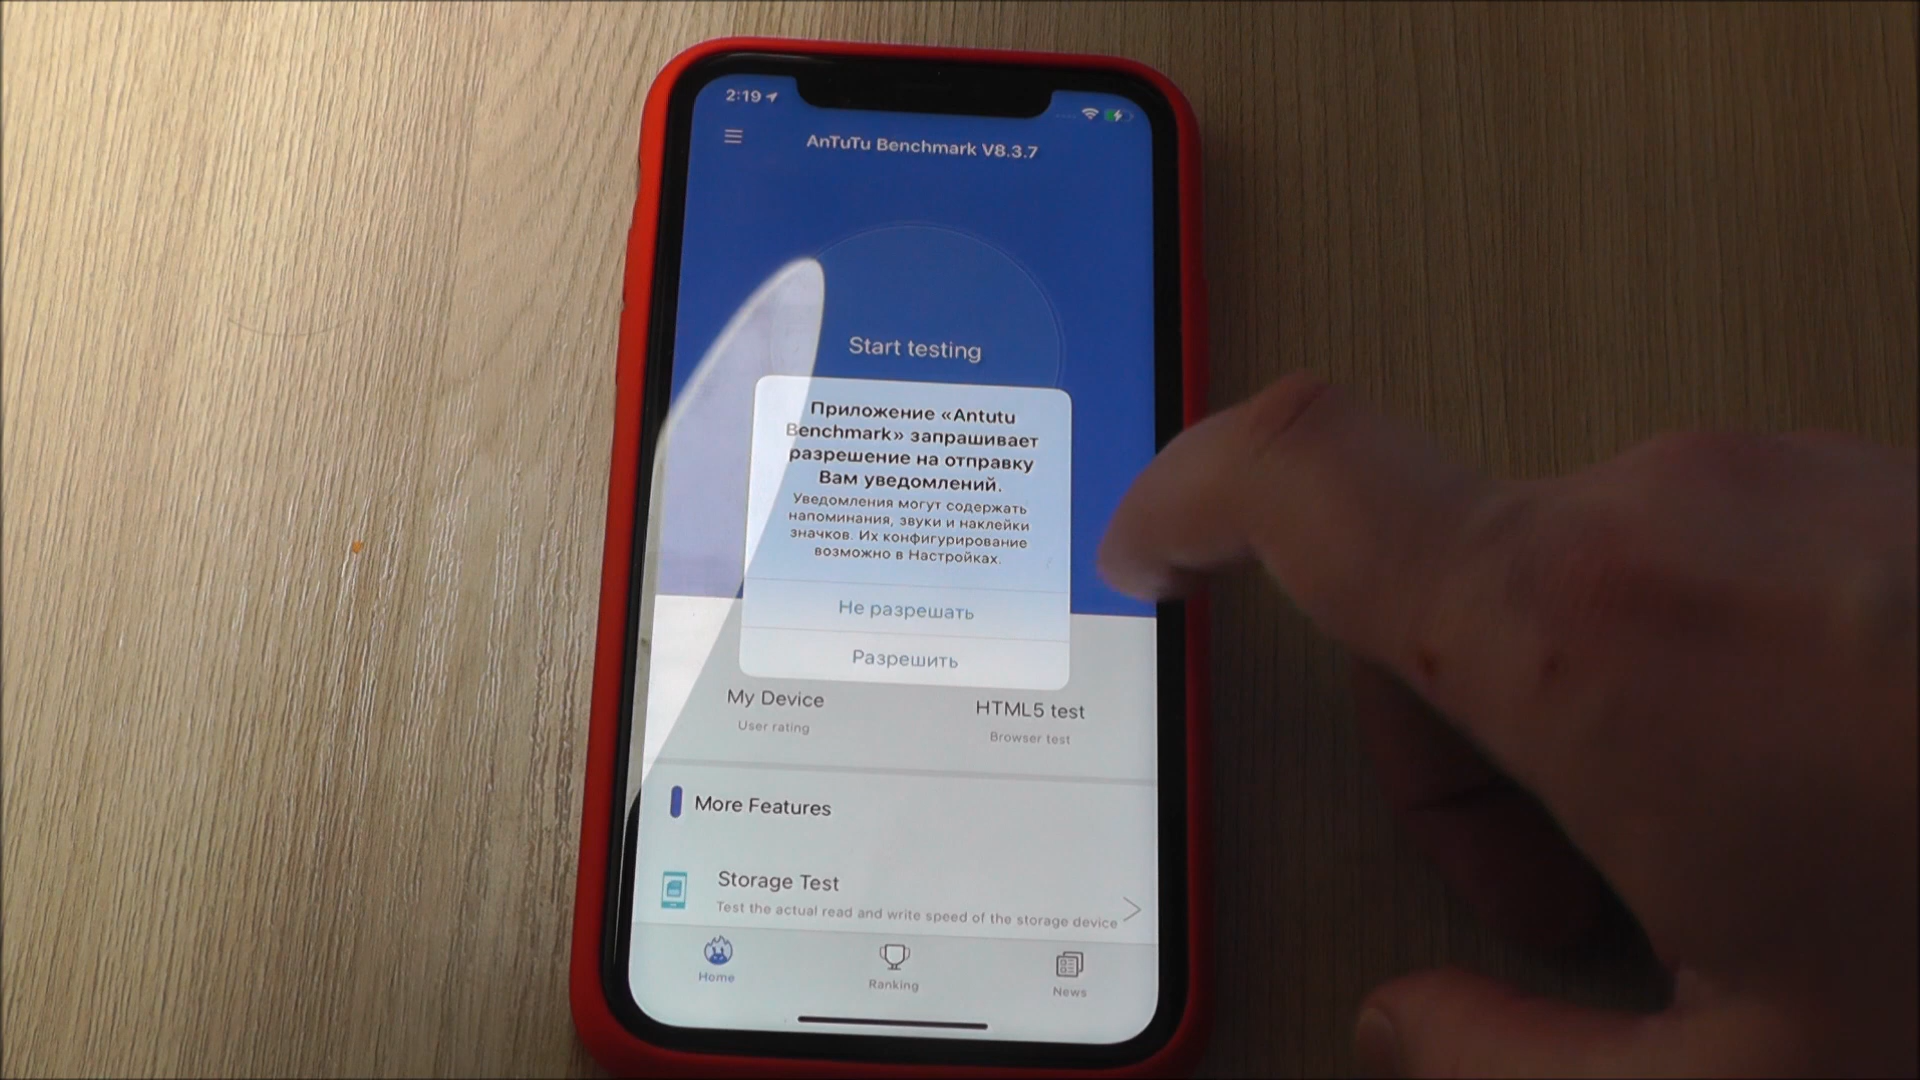 2:19
AnTuTu Benchmark V8.3.7
Start testing
Приложение «Antutu
Benchmark» запрашивает
разрешение на отправку
Вам уведомлений.
Уведомления могут содержать
напоминания, звуки и наклейки
значков. Их конфигурирование
возможно в Настройках.
Не разрешать
Разрешить
My Device
HTML5 test
User rating
Browser test
More Features
Storage Test
Test the actual read and write speed of the storage device
Home
Ranking
News